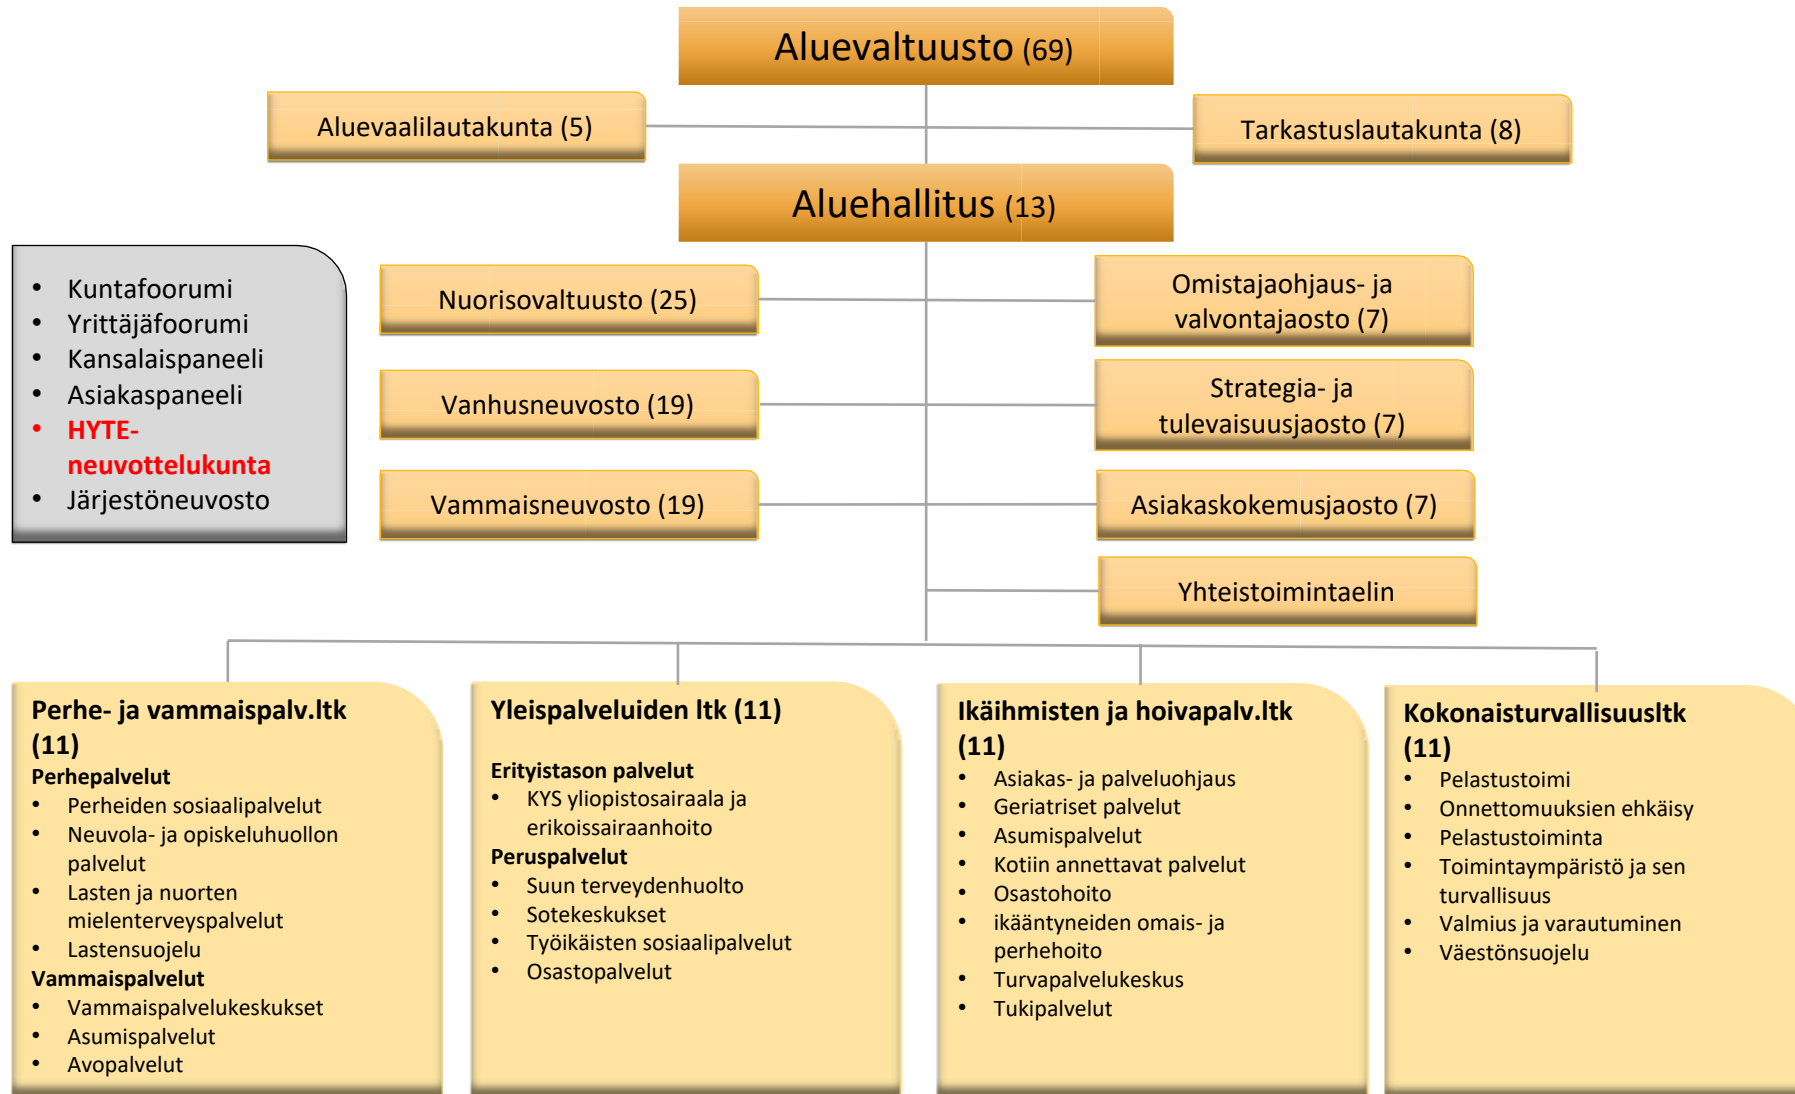 Aluevaltuusto (69)
Aluevaalilautakunta (5)
Tarkastuslautakunta (8)
Aluehallitus (13)
• Kuntafoorumi
• Yrittäjäfoorumi
• Kansalaispaneeli
• Asiakaspaneeli
• HYTE-
neuvottelukunta
• Järjestöneuvosto
Nuorisovaltuusto (25)
Vanhusneuvosto (19)
Vammaisneuvosto (19)
Omistajaohjaus- ja
valvontajaosto (7)
Strategia- ja
tulevaisuusjaosto (7)
Asiakaskokemusjaosto (7)
Yhteistoimintaelin
Perhe- ja vammaispalv.ltk
(11)
Perhepalvelut
• Perheiden sosiaalipalvelut
• Neuvola- ja opiskeluhuollon
palvelut
• Lasten ja nuorten
mielenterveyspalvelut
• Lastensuojelu
Vammaispalvelut
• Vammaispalvelukeskukset
• Asumispalvelut
• Avopalvelut
Yleispalveluiden ltk (11)
Erityistason palvelut
• KYS yliopistosairaala ja
erikoissairaanhoito
Peruspalvelut
• Suun terveydenhuolto
• Sotekeskukset
• Työikäisten sosiaalipalvelut
• Osastopalvelut
Ikäihmisten ja hoivapalv.ltk
(11)
• Asiakas- ja palveluohjaus
• Geriatriset palvelut
• Asumispalvelut
• Kotiin annettavat palvelut
• Osastohoito
• ikääntyneiden omais- ja
perhehoito
• Turvapalvelukeskus
• Tukipalvelut
Kokonaisturvallisuusltk
(11)
• Pelastustoimi
• Onnettomuuksien ehkäisy
• Pelastustoiminta
• Toimintaympäristö ja sen
turvallisuus
• Valmius ja varautuminen
• Väestönsuojelu